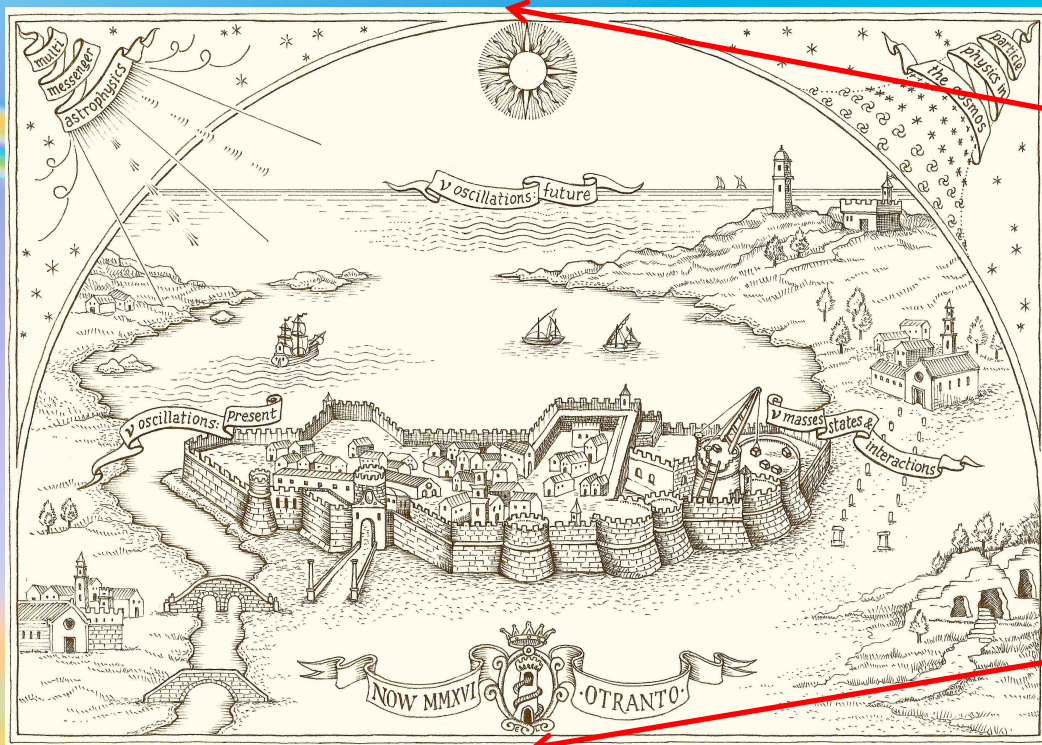 multi
messenger
astrophysics
particle
physics in
the cosmos
ν oscillations: future
ν oscillations: present
ν masses
states &
interactions
NOW MMXVI ·OTRANTO·